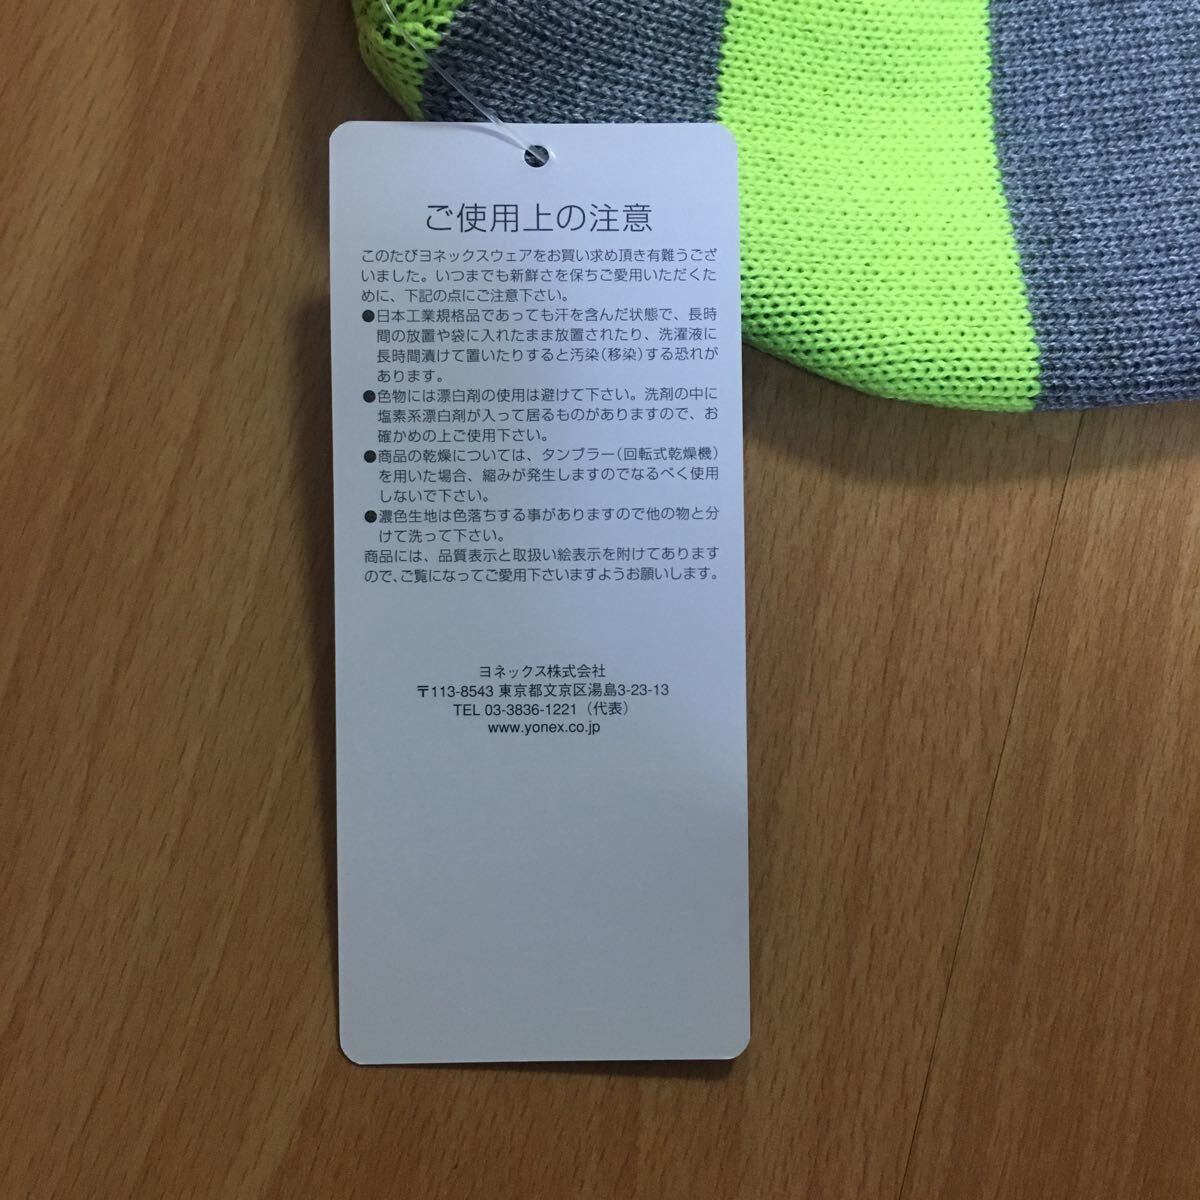 ご使用上の注意
このたびヨネックスウェアをお買い求め頂き有難うござ
いました。いつまでも新鮮さを保ちご愛用いただくた
めに、下記の点にご注意下さい。
●日本工業規格品であっても汗を含んだ状態で、長時
間の放置や袋に入れたまま放置されたり、洗濯液に
長時間漬けて置いたりすると汚染(移染)する恐れが
あります。
●色物には漂白剤の使用は避けて下さい。洗剤の中に
塩素系漂白剤が入って居るものがありますので、お
確かめの上ご使用下さい。
●商品の乾燥については、タンブラー(回転式乾燥機)
を用いた場合、縮みが発生しますのでなるべく使用
しないで下さい。
●濃色生地は色落ちする事がありますので他の物と分
けて洗って下さい。
商品には、品質表示と取扱い絵表示を附けてあります
ので、ご覧になってご愛用下さいますようお願いします。
ヨネックス株式会社
〒113-8543 東京都文京区湯島3-23-13
TEL 03-3836-1221（代表）
www.yonex.co.jp